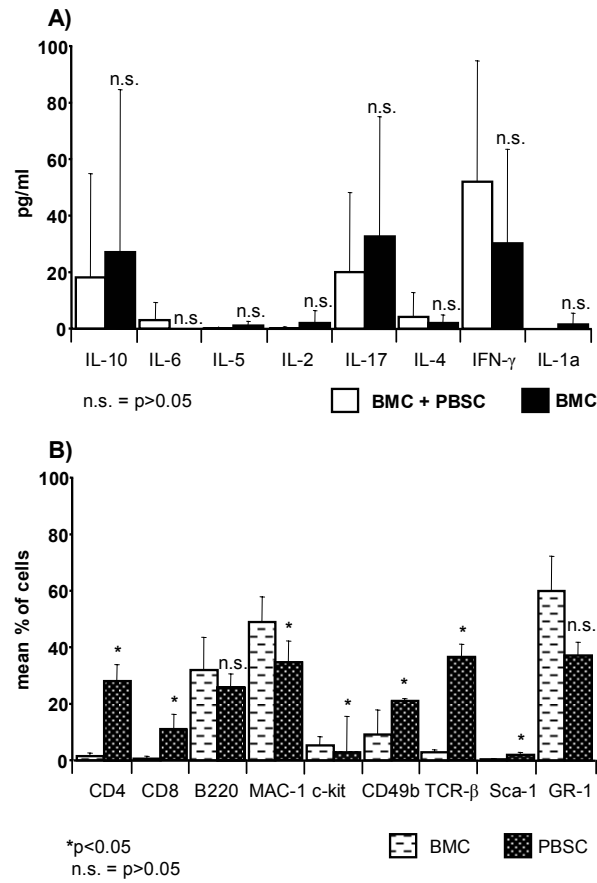 A)
100
80
60
40
20
0
pg/ml
n.s. n.s. n.s. n.s. n.s. n.s. n.s. n.s.
IL-10 IL-6 IL-5 IL-2 IL-17 IL-4 IFN-γ IL-1a
n.s. = p>0.05
BMC + PBSC BMC
B)
100
80
60
40
20
0
mean % of cells
* * n.s. * * * * * n.s.
CD4 CD8 B220 MAC-1 c-kit CD49b TCR-β Sca-1 GR-1
*p<0.05
n.s. = p>0.05
BMC PBSC